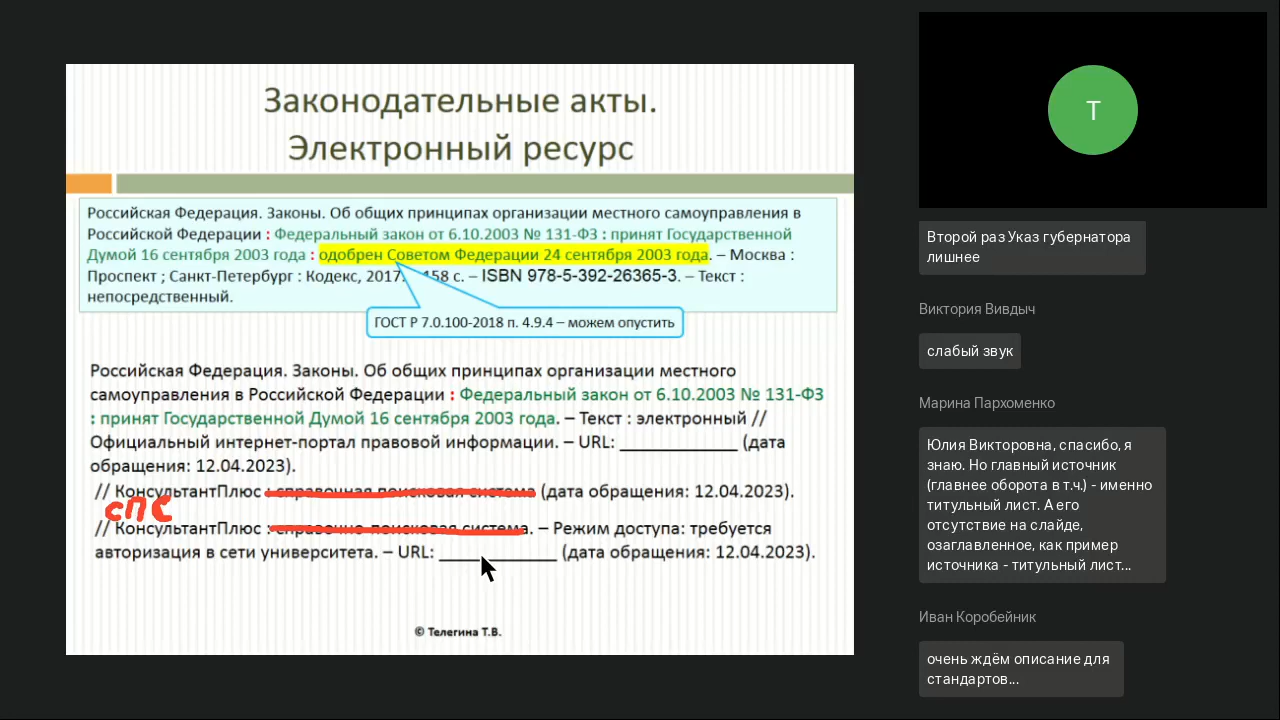 Законодательные акты.
Электронный ресурс
Российская Федерация. Законы. Об общих принципах организации местного самоуправления в
Российской Федерации : Федеральный закон от 6.10.2003 № 131-ФЗ : принят Государственной
Думой 16 сентября 2003 года : одобрен Советом Федерации 24 сентября 2003 года. – Москва :
Проспект ; Санкт-Петербург : Кодекс, 2017. 158 с. – ISBN 978-5-392-26365-3. – Текст :
непосредственный.
ГОСТ Р 7.0.100-2018 п. 4.9.4 – можем опустить
Российская Федерация. Законы. Об общих принципах организации местного
самоуправления в Российской Федерации : Федеральный закон от 6.10.2003 № 131-ФЗ
: принят Государственной Думой 16 сентября 2003 года. – Текст : электронный //
Официальный интернет-портал правовой информации. – URL: ____________ (дата
обращения: 12.04.2023).
// КонсультантПлюс : справочная поисковая система (дата обращения: 12.04.2023).
спс
// КонсультантПлюс : справочно-поисковая система. – Режим доступа: требуется
авторизация в сети университета. – URL: ____________ (дата обращения: 12.04.2023).
© Телегина Т.В.
Т
Второй раз Указ губернатора
лишнее
Виктория Вивдыч
слабый звук
Марина Пархоменко
Юлия Викторовна, спасибо, я
знаю. Но главный источник
(главнее оборота в т.ч.) - именно
титульный лист. А его
отсутствие на слайде,
озаглавленное, как пример
источника - титульный лист...
Иван Коробейник
очень ждём описание для
стандартов...